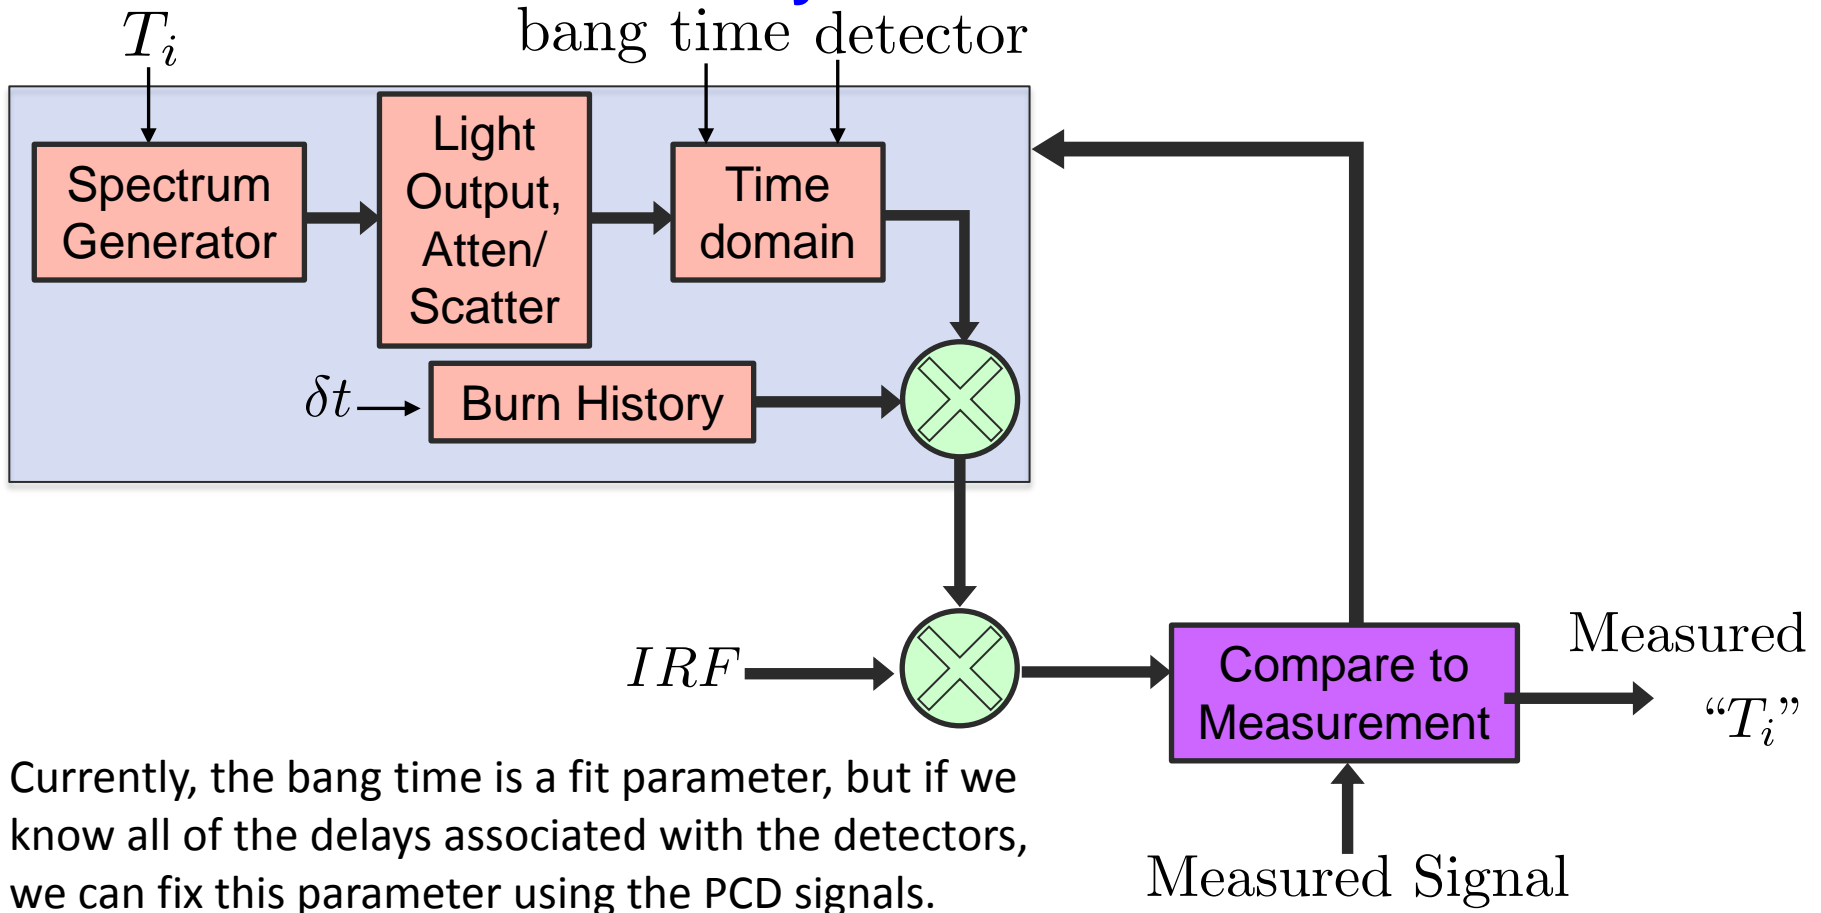 T_i
bang time detector
Spectrum
Generator
Light
Output,
Atten/
Scatter
Time
domain
δt
Burn History
IRF
Compare to
Measurement
Measured
“T_i”
Measured Signal
Currently, the bang time is a fit parameter, but if we
know all of the delays associated with the detectors,
we can fix this parameter using the PCD signals.